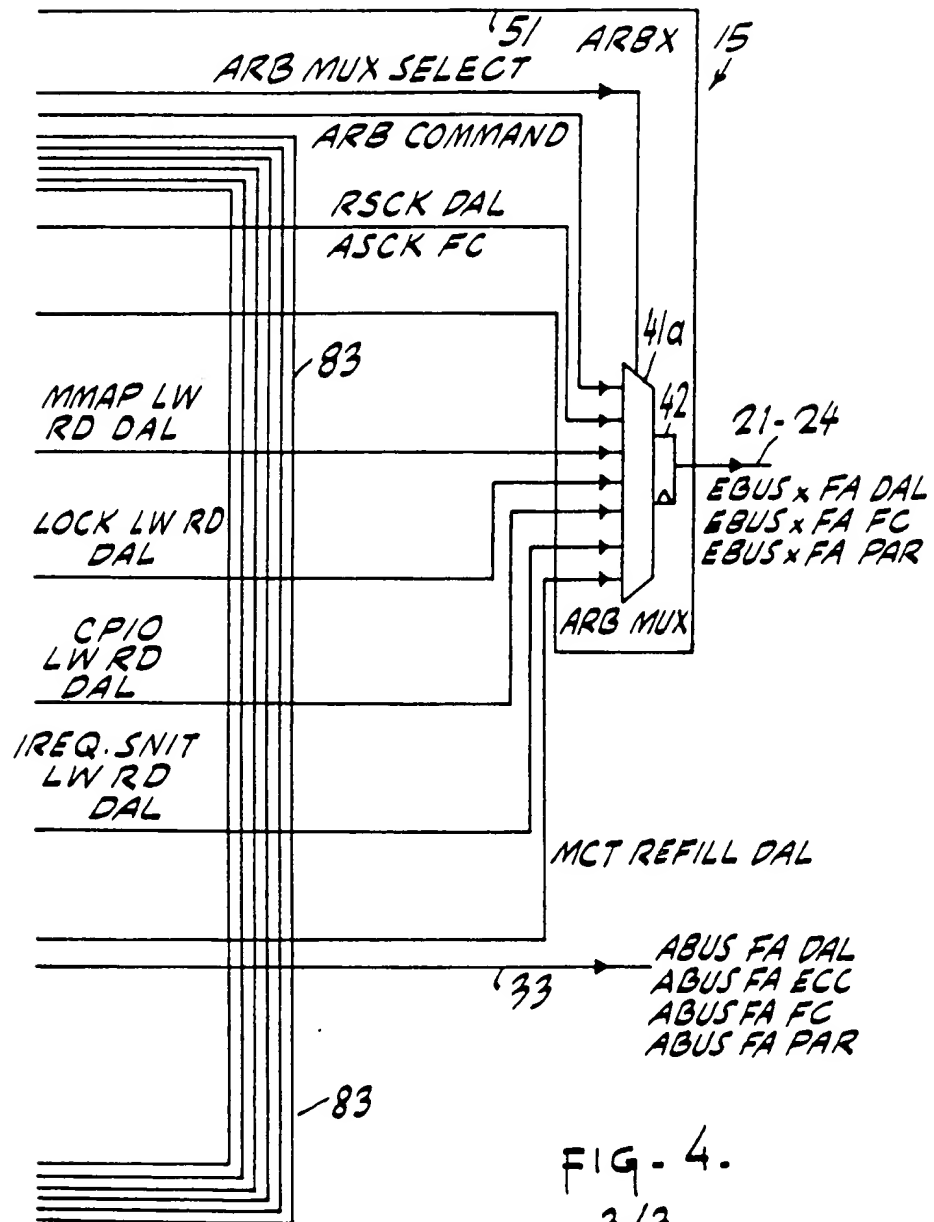 51
ARBX
15
ARB MUX SELECT
ARB COMMAND
RSCK DAL
ASCK FC
83
41a
42
MMAP LW
RD DAL
21-24
EBUS x FA DAL
EBUS x FA FC
EBUS x FA PAR
LOCK LW RD
DAL
ARB MUX
CPIO
LW RD
DAL
IREQ. SNIT
LW RD
DAL
MCT REFILL DAL
33
ABUS FA DAL
ABUS FA ECC
ABUS FA FC
ABUS FA PAR
83
FIG-4.
3/3